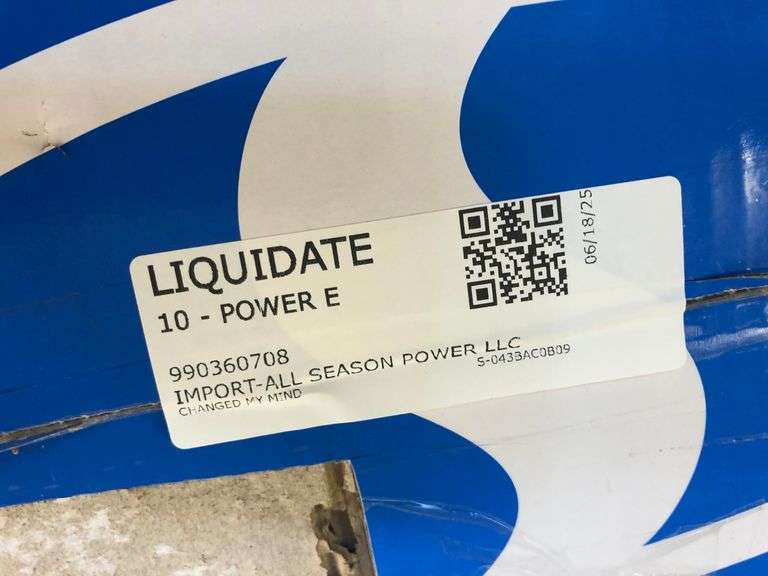 LIQUIDATE
06/18/25
10 - POWER E
990360708
IMPORT-ALL SEASON POWER LLC
S-043BAC0B09
CHANGED MY MIND